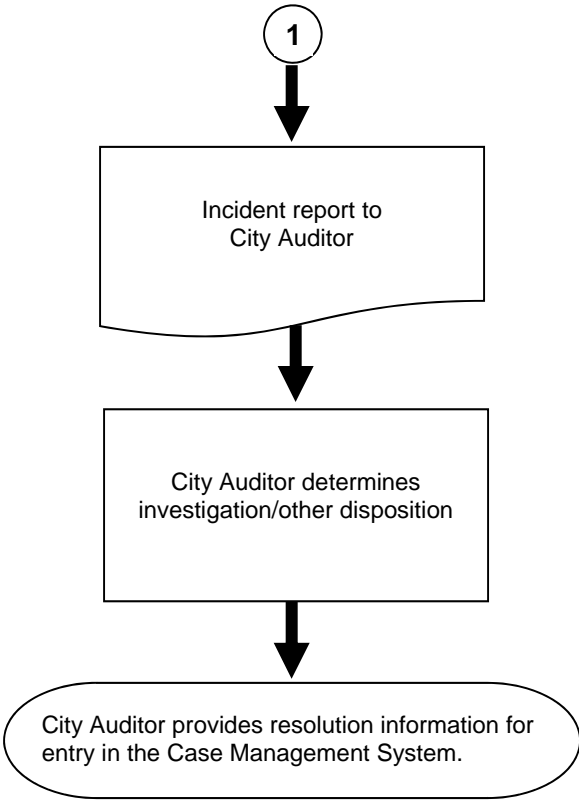 1
Incident report to
City Auditor
City Auditor determines
investigation/other disposition
City Auditor provides resolution information for
entry in the Case Management System.